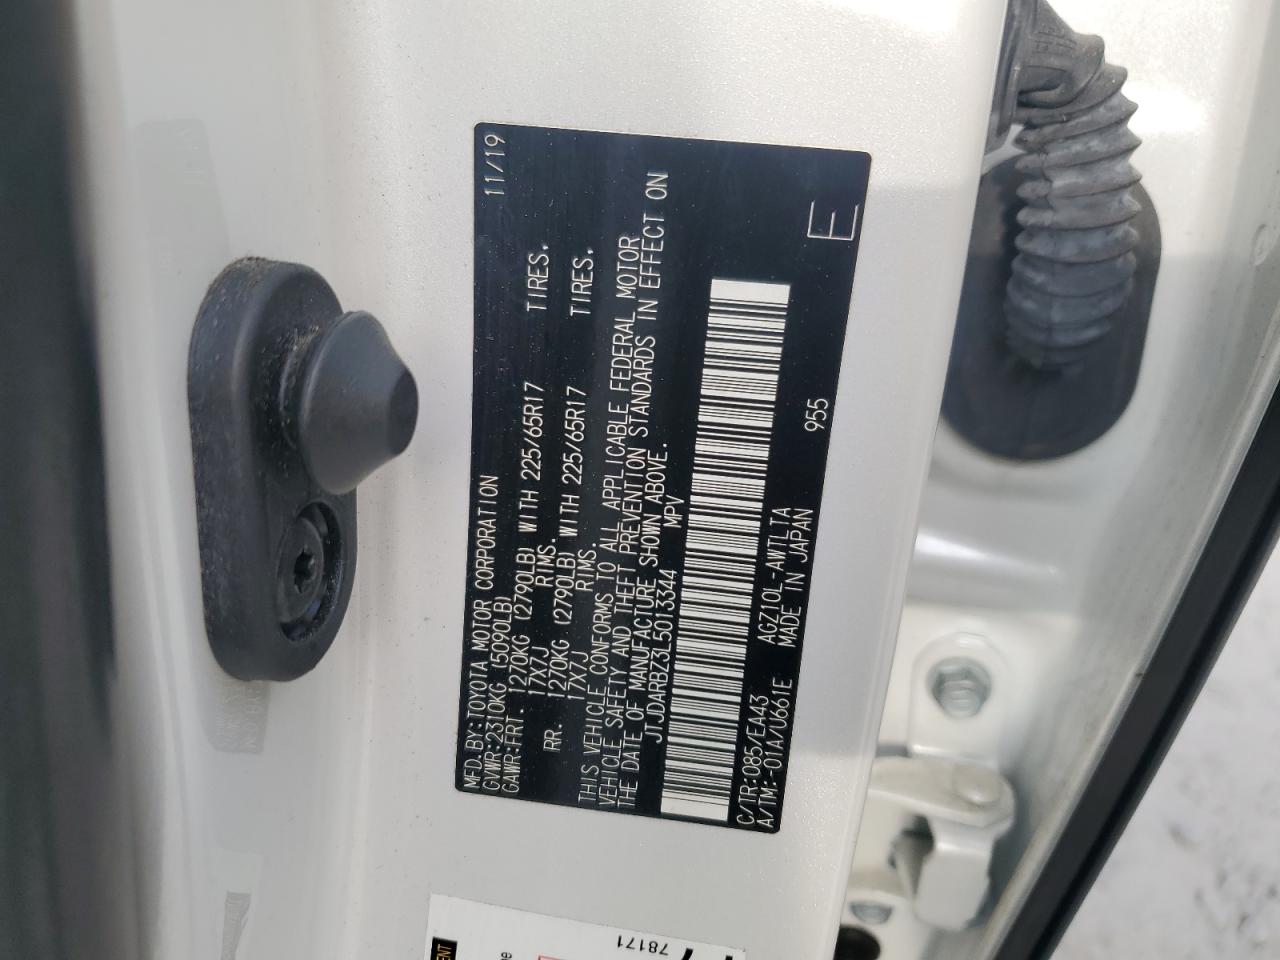 MFD.BY:TOYOTA MOTOR CORPORATION 11/19
GVWR:2310KG (5090LB)
GAWR:FRT. 1270KG (2790LB) WITH 225/65R17 TIRES.
17X7J RIMS.
RR. 1270KG (2790LB) WITH 225/65R17 TIRES.
17X7J RIMS.
THIS VEHICLE CONFORMS TO ALL APPLICABLE FEDERAL MOTOR
VEHICLE SAFETY AND THEFT PREVENTION STANDARDS IN EFFECT ON
THE DATE OF MANUFACTURE SHOWN ABOVE.
JTJDARBZ3L5013344 MPV
C/TR:085/EA43 AGZ10L-AWTLTA 955 E
A/TM:-01A/U661E MADE IN JAPAN
78171